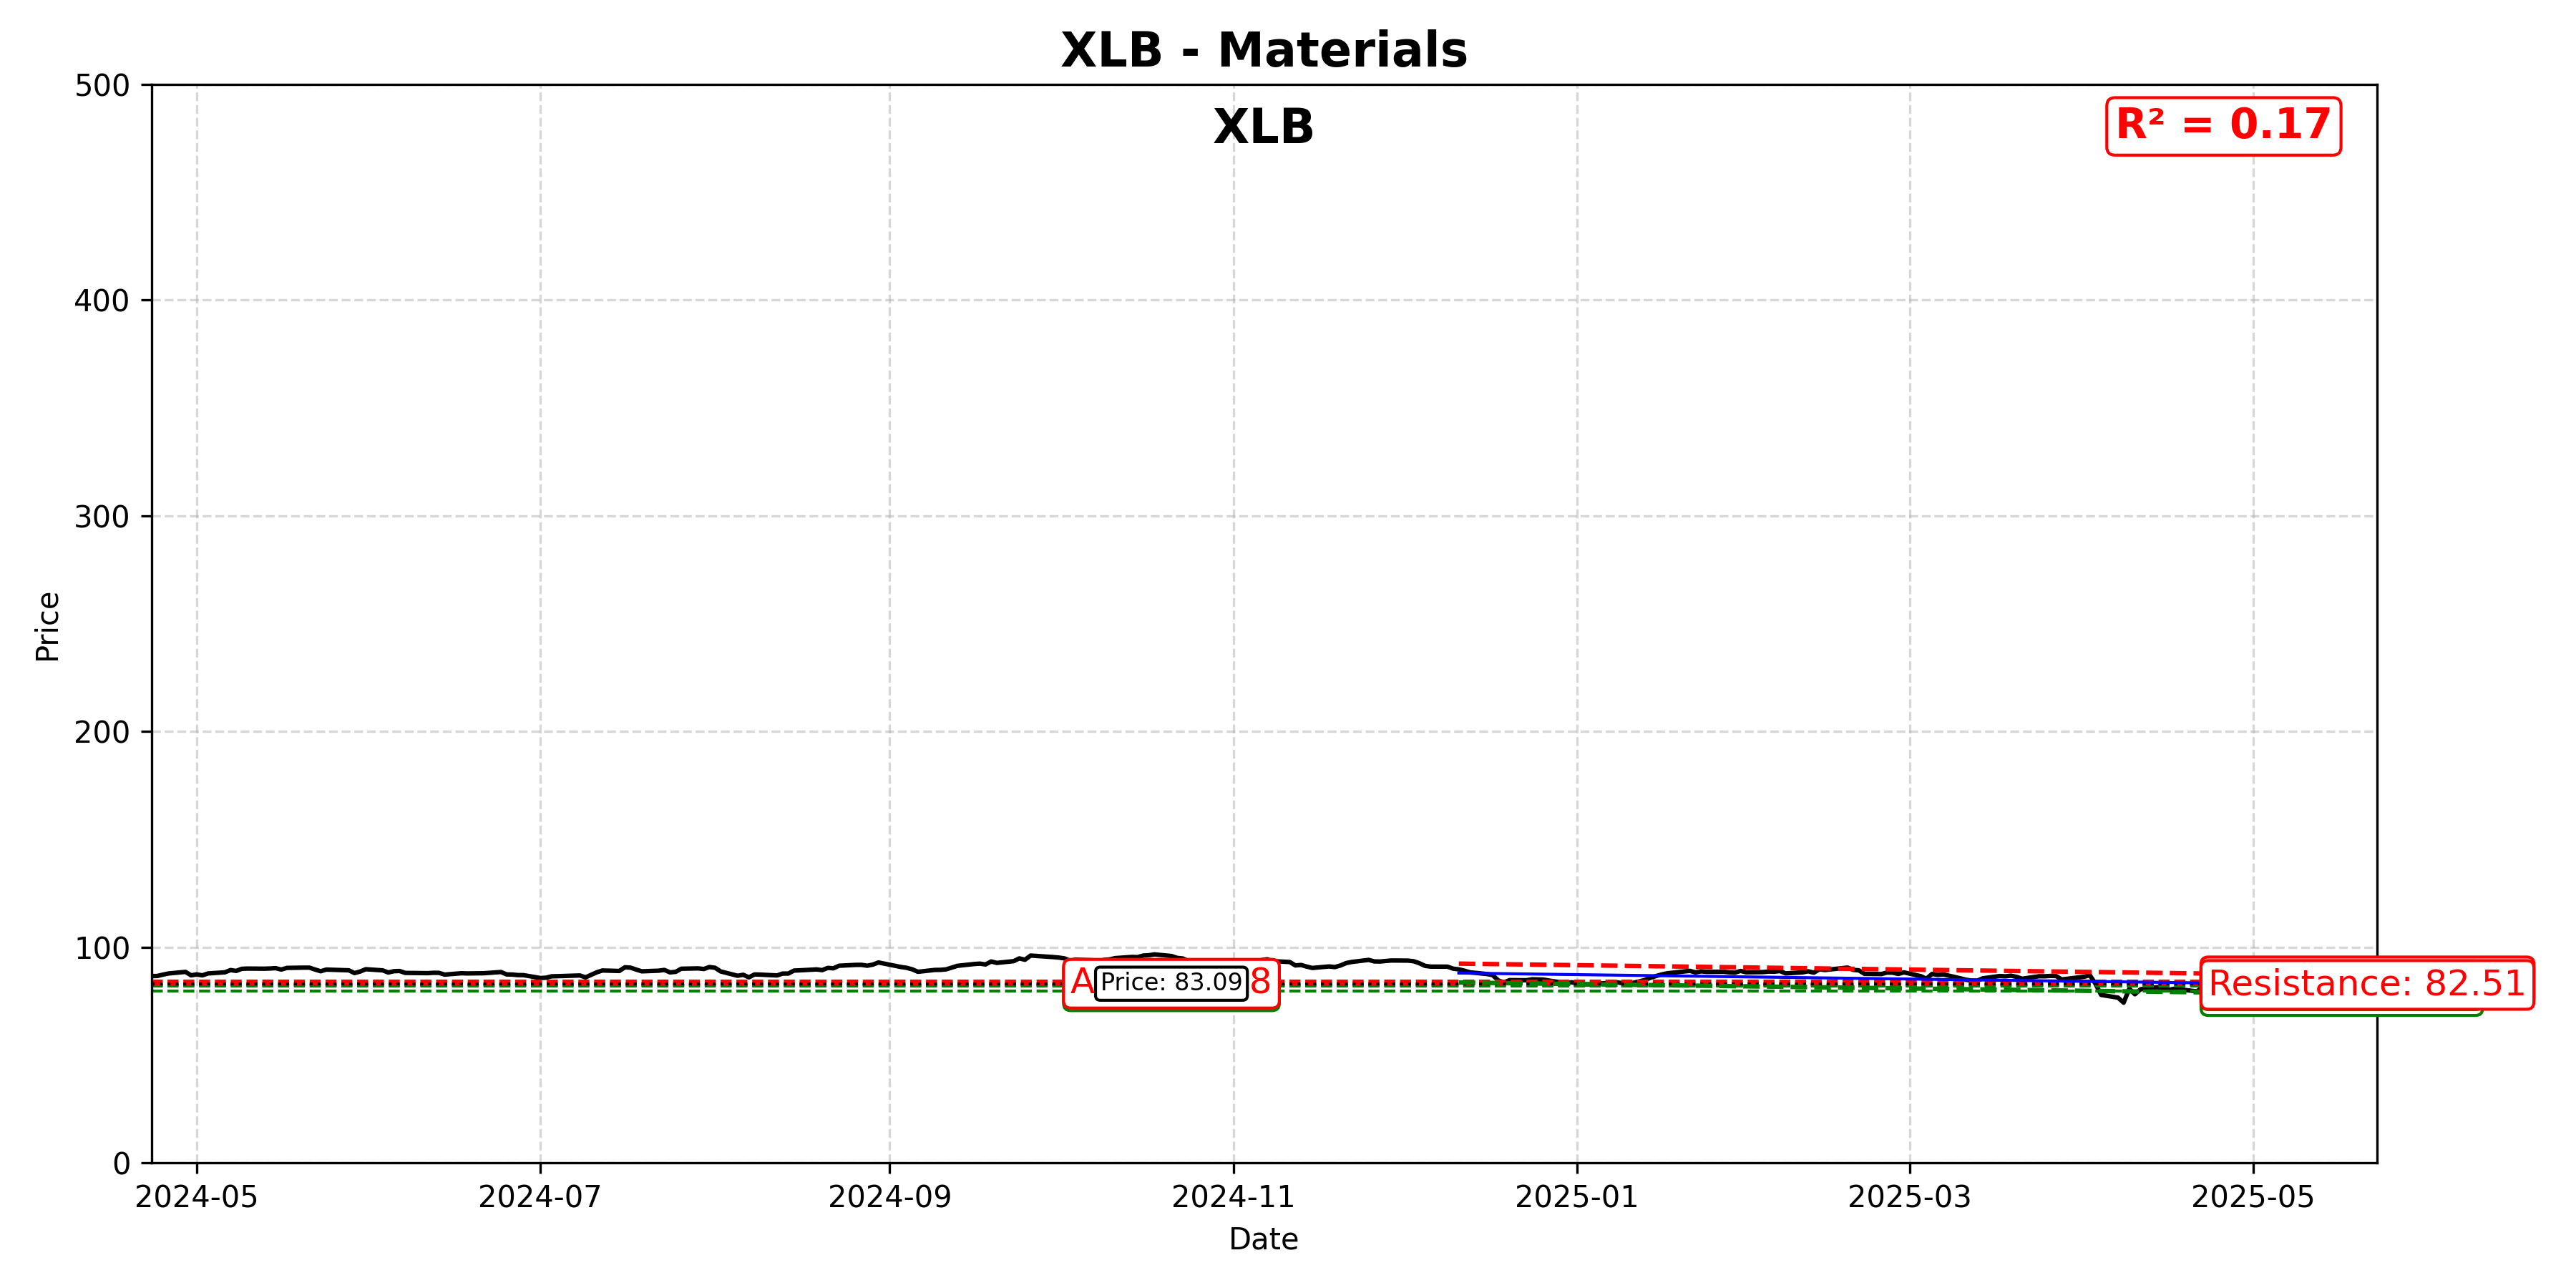 XLB - Materials
XLB
R² = 0.17
500
400
300
200
100
0
Price
A
Price: 83.09
8
Resistance: 82.51
2024-05
2024-07
2024-09
2024-11
2025-01
2025-03
2025-05
Date